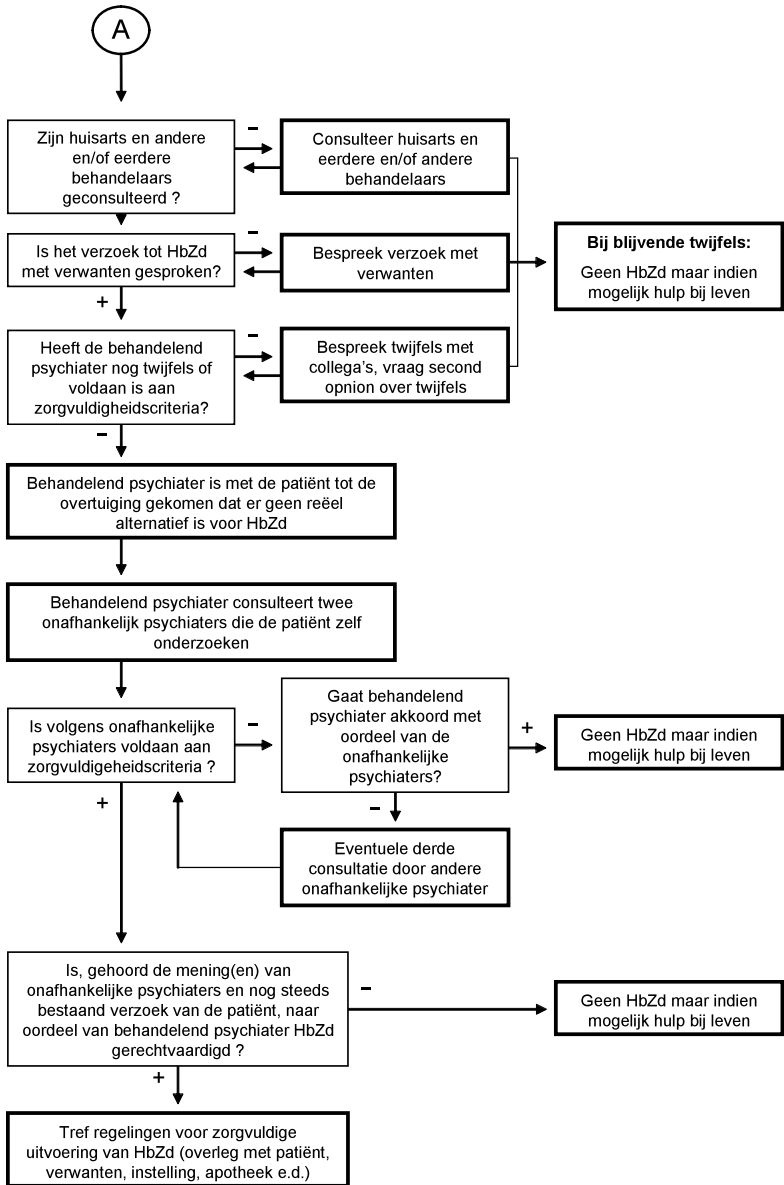 A
Zijn huisarts en andere
en/of eerdere
behandelaars
geconsulteerd ?
–
Consulteer huisarts en
eerdere en/of andere
behandelaars
Is het verzoek tot HbZd
met verwanten gesproken?
–
Bespreek verzoek met
verwanten
Bij blijvende twijfels:
Geen HbZd maar indien
mogelijk hulp bij leven
+
Heeft de behandelend
psychiater nog twijfels of
voldaan is aan
zorgvuldigheidscriteria?
–
Bespreek twijfels met
collega's, vraag second
opnion over twijfels
–
Behandelend psychiater is met de patiënt tot de
overtuiging gekomen dat er geen reëel
alternatief is voor HbZd
Behandelend psychiater consulteert twee
onafhankelijk psychiaters die de patiënt zelf
onderzoeken
Is volgens onafhankelijke
psychiaters voldaan aan
zorgvuldigeheidscriteria ?
–
Gaat behandelend
psychiater akkoord met
oordeel van de
onafhankelijke
psychiaters?
+
Geen HbZd maar indien
mogelijk hulp bij leven
+
–
Eventuele derde
consultatie door andere
onafhankelijke psychiater
Is, gehoord de mening(en) van
onafhankelijke psychiaters en nog steeds
bestaand verzoek van de patiënt, naar
oordeel van behandelend psychiater HbZd
gerechtvaardigd ?
–
Geen HbZd maar indien
mogelijk hulp bij leven
+
Tref regelingen voor zorgvuldige
uitvoering van HbZd (overleg met patiënt,
verwanten, instelling, apotheek e.d.)